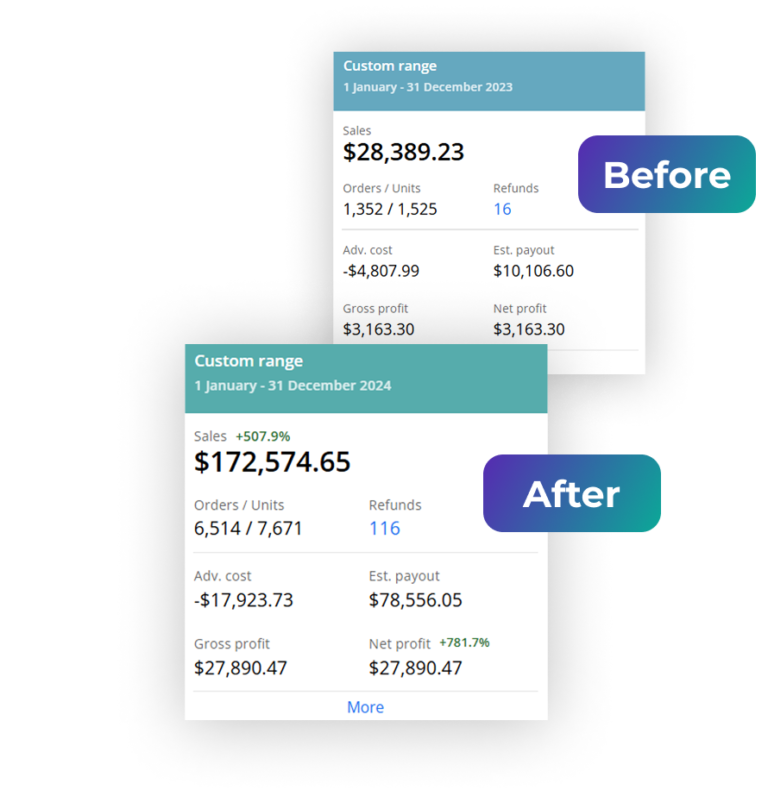 Custom range
1 January - 31 December 2023
Sales
$28,389.23
Before
Orders / Units Refunds
1,352 / 1,525 16
Adv. cost Est. payout
-$4,807.99 $10,106.60
Gross profit Net profit
$3,163.30 $3,163.30
Custom range
1 January - 31 December 2024
Sales +507.9%
$172,574.65
After
Orders / Units Refunds
6,514 / 7,671 116
Adv. cost Est. payout
-$17,923.73 $78,556.05
Gross profit Net profit +781.7%
$27,890.47 $27,890.47
More